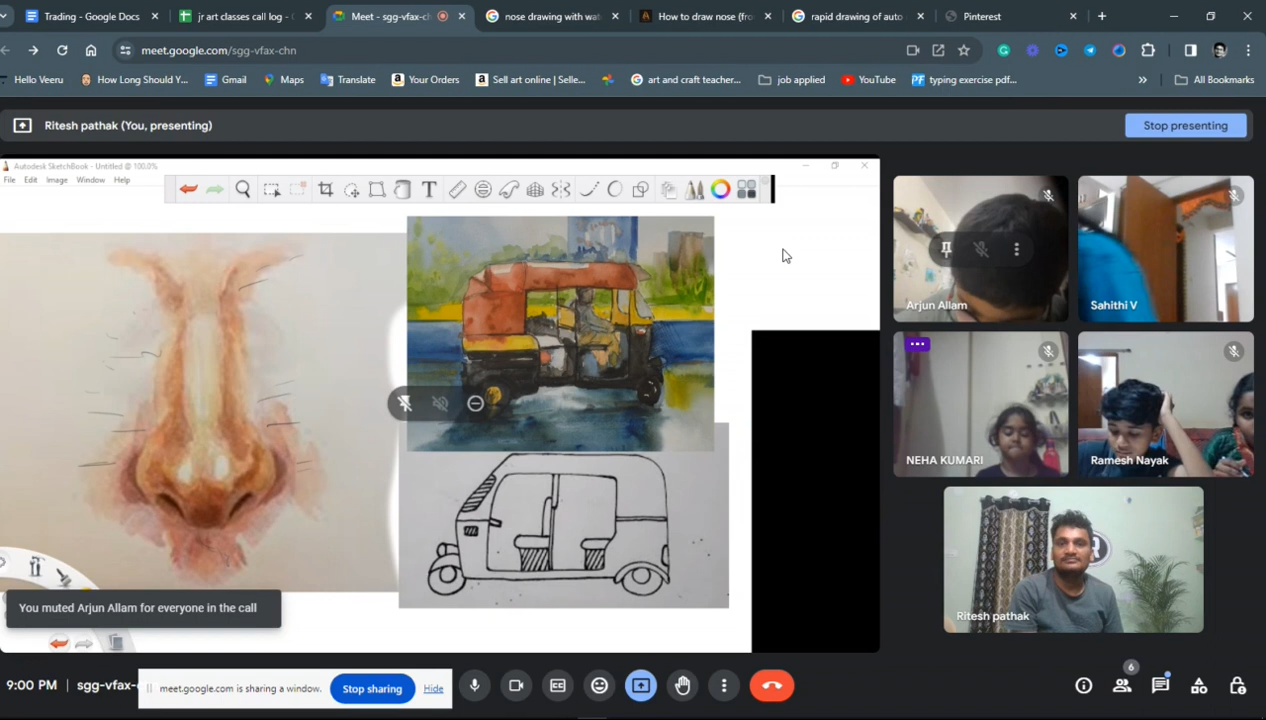 Trading - Google Docs
jr art classes call log - G
Meet - sgg-vfax-ch
nose drawing with wat
How to draw nose (fro
rapid drawing of auto
Pinterest
meet.google.com/sgg-vfax-chn
Hello Veeru
How Long Should Y...
Gmail
Maps
Translate
Your Orders
Sell art online | Selle...
art and craft teacher...
job applied
YouTube
typing exercise pdf...
All Bookmarks
Ritesh pathak (You, presenting)
Stop presenting
Autodesk SketchBook - Untitled @ 100.0%
File Edit Image Window Help
Arjun Allam
Sahithi V
NEHA KUMARI
Ramesh Nayak
Ritesh pathak
You muted Arjun Allam for everyone in the call
9:00 PM | sgg-vfax-
meet.google.com is sharing a window.
Stop sharing
Hide
6